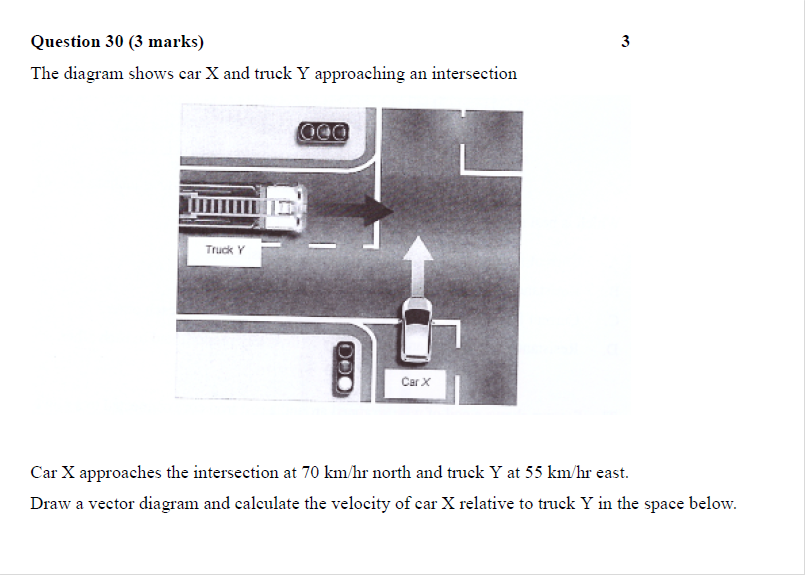 Question 30 (3 marks) 3
The diagram shows car X and truck Y approaching an intersection
Truck Y
Car X
Car X approaches the intersection at 70 km/hr north and truck Y at 55 km/hr east.
Draw a vector diagram and calculate the velocity of car X relative to truck Y in the space below.